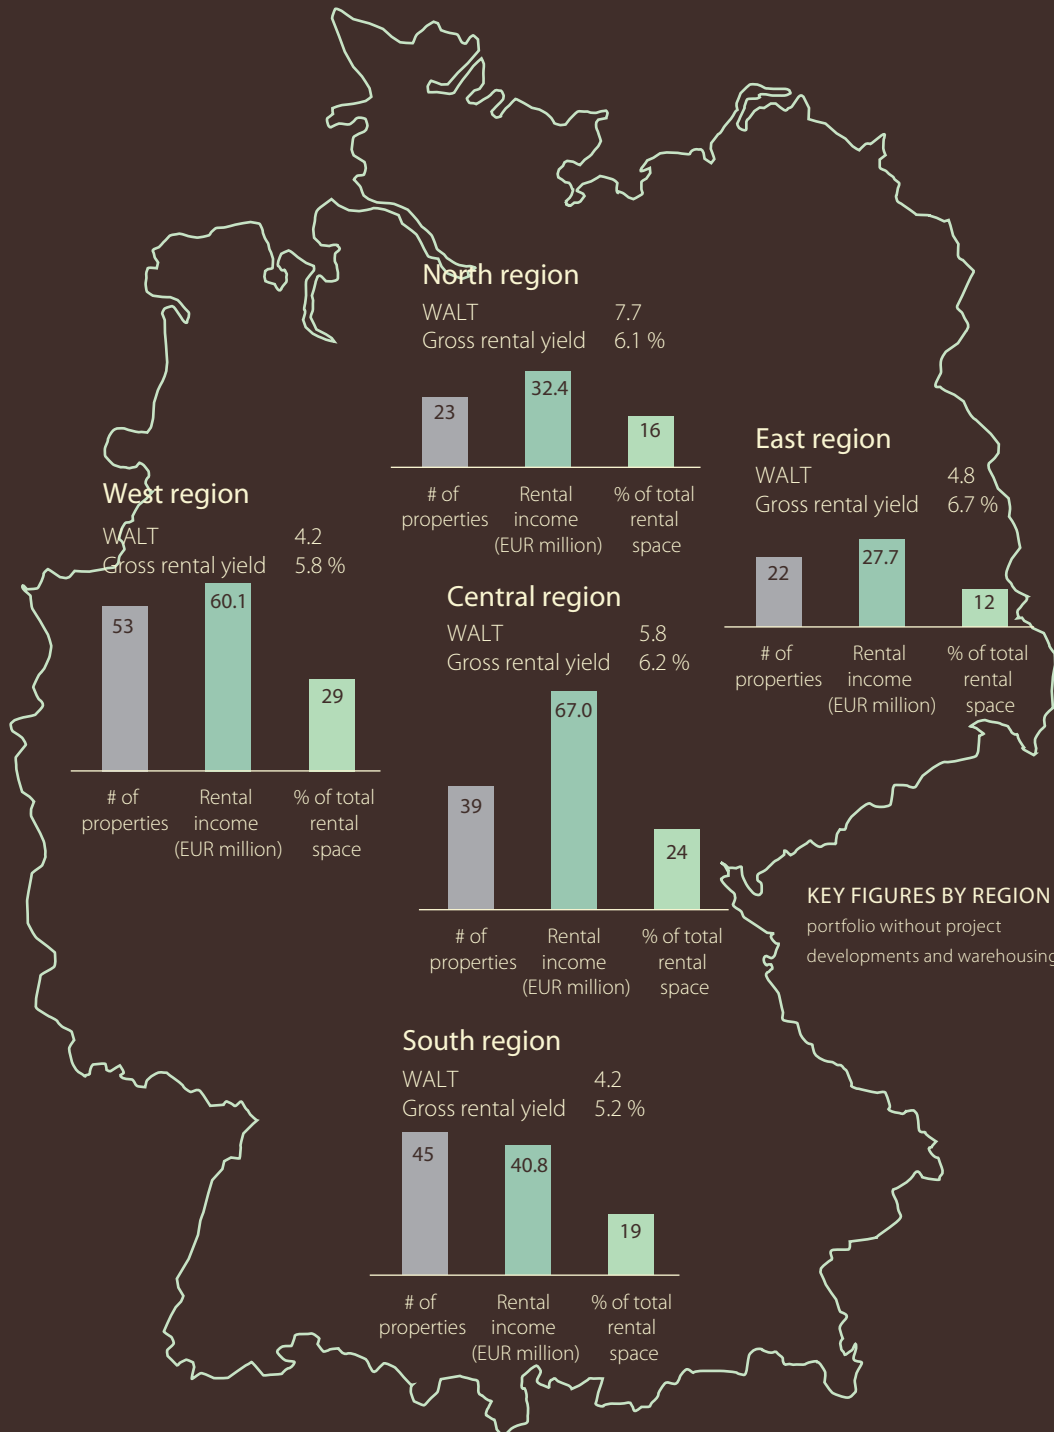 North region
WALT 7.7
Gross rental yield 6.1 %
23
32.4
16
# of properties
Rental income (EUR million)
% of total rental space
East region
WALT 4.8
Gross rental yield 6.7 %
22
27.7
12
# of properties
Rental income (EUR million)
% of total rental space
West region
WALT 4.2
Gross rental yield 5.8 %
53
60.1
29
# of properties
Rental income (EUR million)
% of total rental space
Central region
WALT 5.8
Gross rental yield 6.2 %
39
67.0
24
# of properties
Rental income (EUR million)
% of total rental space
KEY FIGURES BY REGION
portfolio without project
developments and warehousing
South region
WALT 4.2
Gross rental yield 5.2 %
45
40.8
19
# of properties
Rental income (EUR million)
% of total rental space